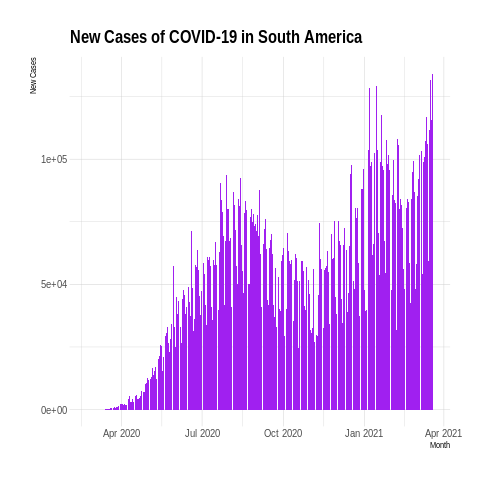 New Cases of COVID-19 in South America
New Cases
1e+05
5e+04
0e+00
Apr 2020 Jul 2020 Oct 2020 Jan 2021 Apr 2021
Month